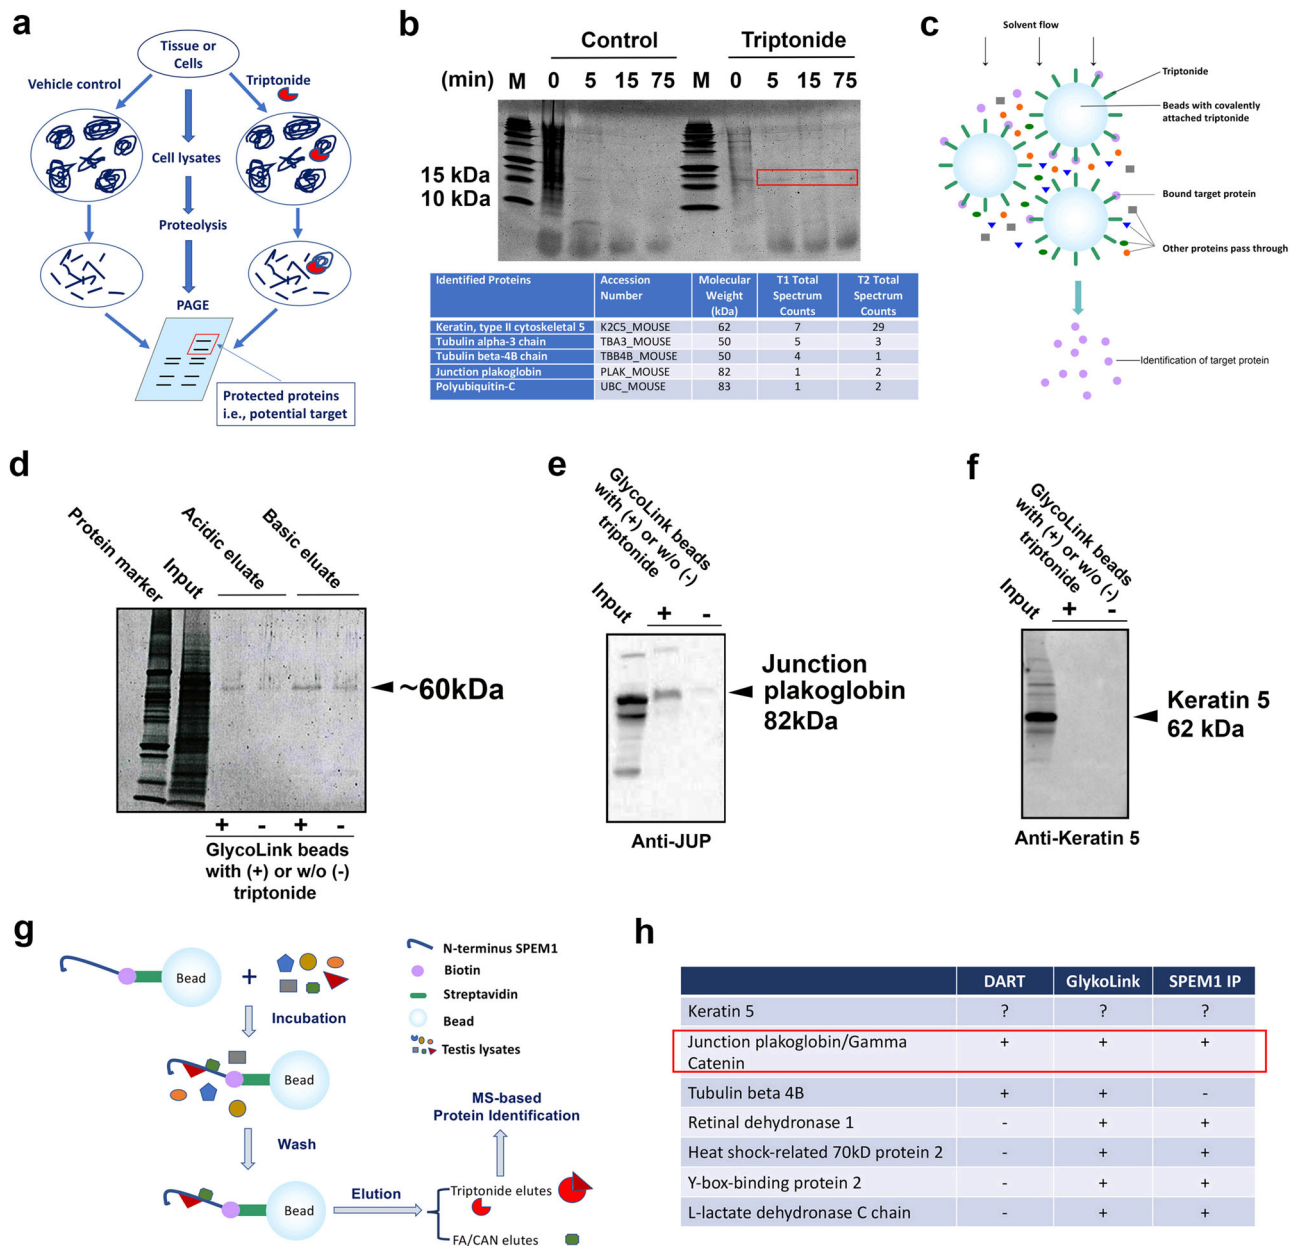 a
Tissue or
Cells
Vehicle control
Triptonide
Cell lysates
Proteolysis
PAGE
Protected proteins
i.e., potential target
b
Control Triptonide
(min) M 0 5 15 75 M 0 5 15 75
15 kDa
10 kDa
Identified Proteins Accession Number Molecular Weight (kDa) T1 Total Spectrum Counts T2 Total Spectrum Counts
Keratin, type II cytoskeletal 5 K2C5_MOUSE 62 7 29
Tubulin alpha-3 chain TBA3_MOUSE 50 5 3
Tubulin beta-4B chain TBB4B_MOUSE 50 4 1
Junction plakoglobin PLAK_MOUSE 82 1 2
Polyubiquitin-C UBC_MOUSE 83 1 2
c
Solvent flow
Triptonide
Beads with covalently
attached triptonide
Bound target protein
Other proteins pass through
Identification of target protein
d
Protein marker
Input
Acidic eluate
Basic eluate
~60kDa
+ - + -
GlycoLink beads
with (+) or w/o (-)
triptonide
e
GlycoLink beads
with (+) or w/o (-)
triptonide
Input
+ -
Junction
plakoglobin
82kDa
Anti-JUP
f
GlycoLink beads
with (+) or w/o (-)
triptonide
Input
+ -
Keratin 5
62 kDa
Anti-Keratin 5
g
Bead
+
Incubation
Bead
Wash
Bead
Elution
N-terminus SPEM1
Biotin
Streptavidin
Bead
Testis lysates
MS-based
Protein Identification
Triptonide elutes
FA/CAN elutes
h
DART GlykoLink SPEM1 IP
Keratin 5 ? ? ?
Junction plakoglobin/Gamma
Catenin + + +
Tubulin beta 4B + + -
Retinal dehydronase 1 - + +
Heat shock-related 70kD protein 2 - + +
Y-box-binding protein 2 - + +
L-lactate dehydronase C chain - + +